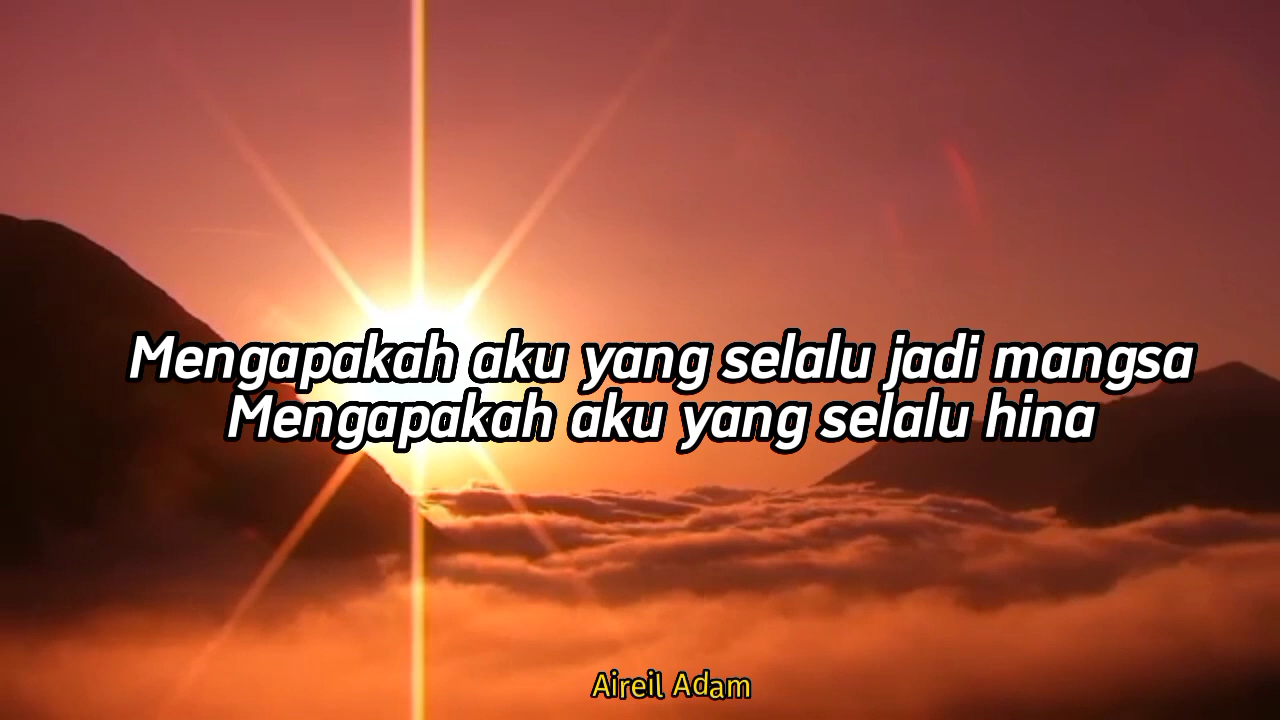 Mengapakah aku yang selalu jadi mangsa
Mengapakah aku yang selalu hina
Aireil Adam